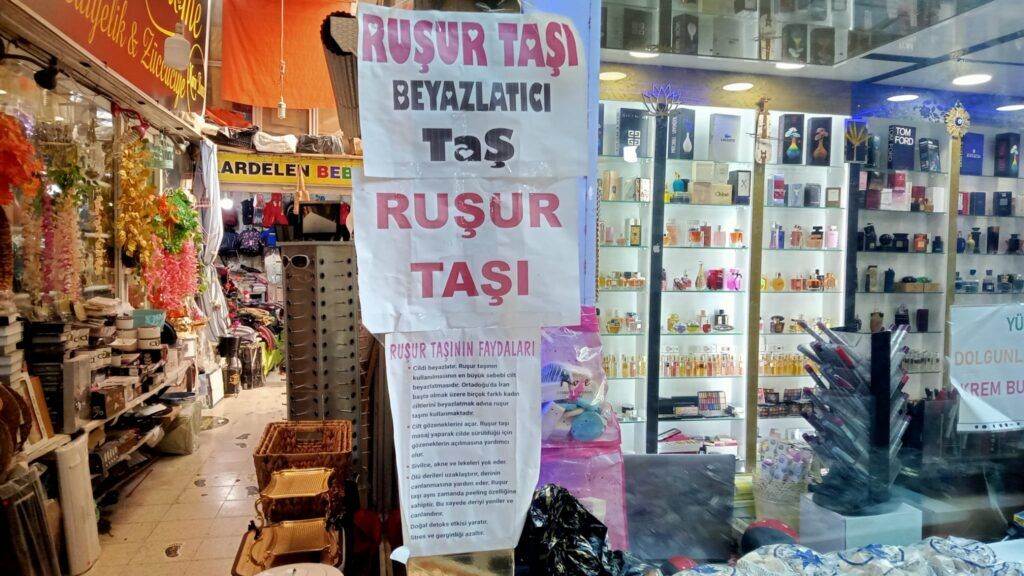 RUŞUR TAŞI
BEYAZLATICI
TaŞ
RUŞUR
TAŞI
RUŞUR TAŞININ FAYDALARI
• Cildi beyazlatır. Ruşur taşının
kullanılmasının en büyük sebebi cilt
beyazlatmasıdır. Ortadoğu'da İran
başta olmak üzere birçok farklı kadın
ciltlerini beyazlatmak adına ruşur
taşını kullanmaktadır.
• Cilt gözeneklerini açar. Ruşur taşı
masaj yaparak cilde sürüldüğü için
gözeneklerin açılmasına yardımcı
olur.
• Sivilce, akne ve lekeleri yok eder.
• Ölü derileri uzaklaştırır, derinin
canlanmasına yardım eder. Ruşur
taşı aynı zamanda peeling özelliğine
sahiptir. Bu sayede deriyi yeniler ve
canlandırır.
Doğal detoks etkisi yaratır.
Stres ve gerginliği azaltır.
& Züccaciye
ARDELEN BEB
TOM
FORD
YÜ
DOLGUNL
KREM BU